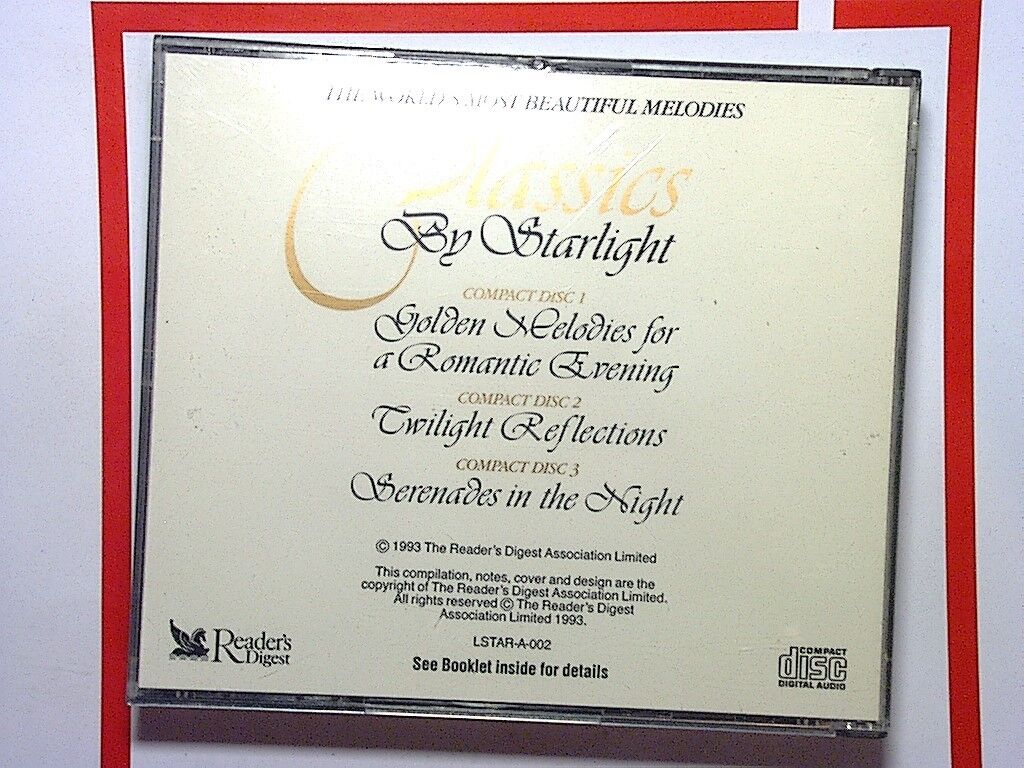 THE WORLD'S MOST BEAUTIFUL MELODIES
Classics
By Starlight
COMPACT DISC 1
Golden Melodies for
a Romantic Evening
COMPACT DISC 2
Twilight Reflections
COMPACT DISC 3
Serenades in the Night
© 1993 The Reader's Digest Association Limited
This compilation, notes, cover and design are the
copyright of The Reader's Digest Association Limited.
All rights reserved © The Reader's Digest
Association Limited 1993.
LSTAR-A-002
See Booklet inside for details
Reader's
Digest
COMPACT
disc
DIGITAL AUDIO